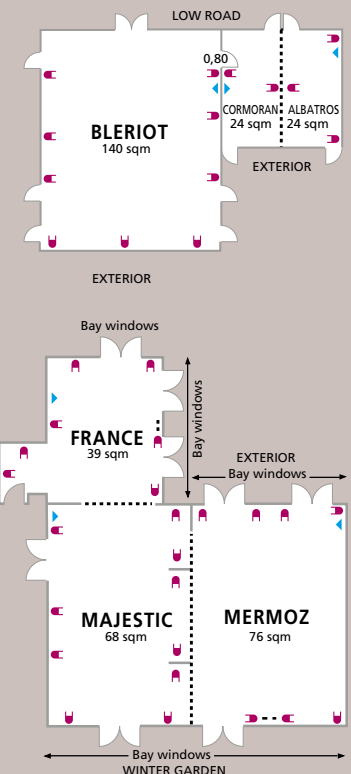 LOW ROAD
0,80
BLERIOT
140 sqm
CORMORAN
24 sqm
ALBATROS
24 sqm
EXTERIOR
EXTERIOR
Bay windows
Bay windows
FRANCE
39 sqm
EXTERIOR
Bay windows
MAJESTIC
68 sqm
MERMOZ
76 sqm
Bay windows
WINTER GARDEN